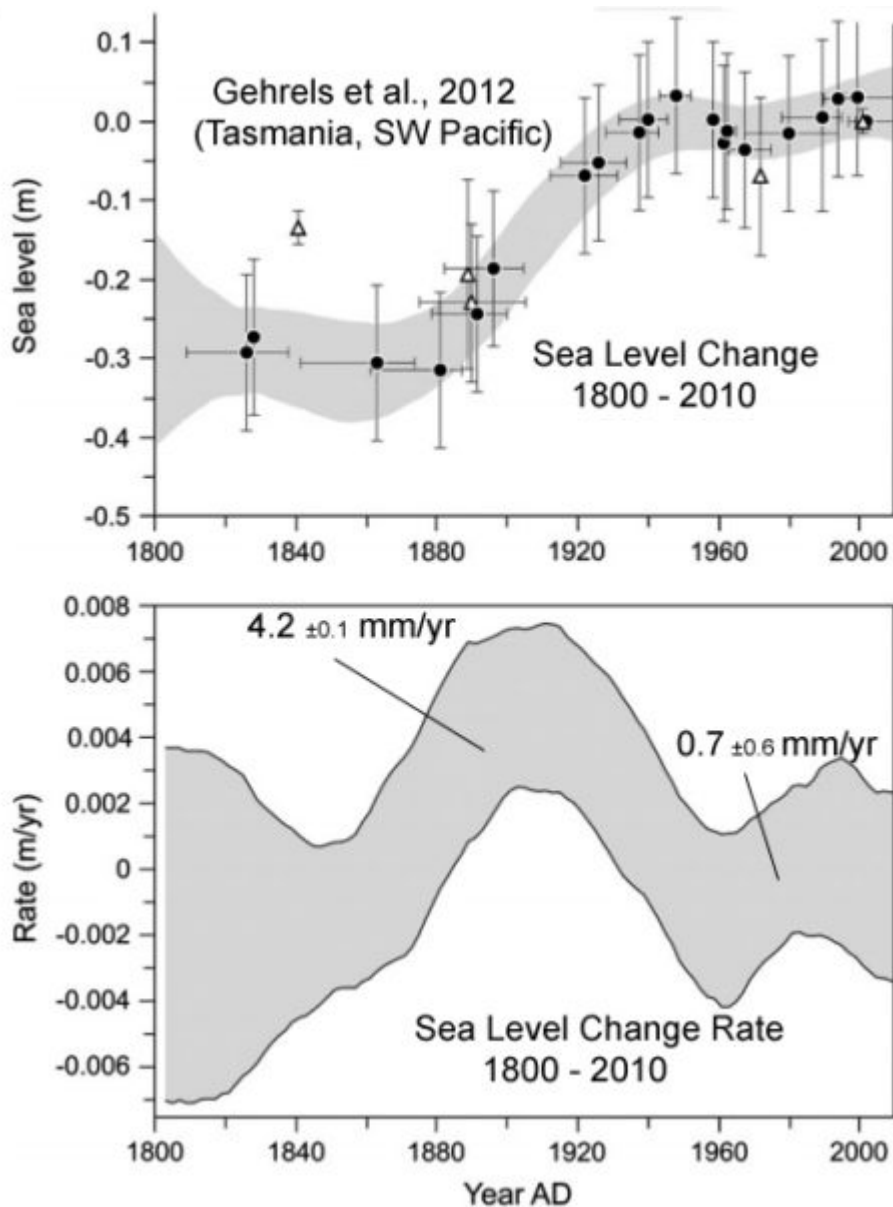 0.1
0.0
-0.1
-0.2
-0.3
-0.4
-0.5
Sea level (m)
Gehrels et al., 2012
(Tasmania, SW Pacific)
Sea Level Change
1800 - 2010
1800 1840 1880 1920 1960 2000
0.008
0.006
0.004
0.002
0
-0.002
-0.004
-0.006
Rate (m/yr)
4.2 ±0.1 mm/yr
0.7 ±0.6 mm/yr
Sea Level Change Rate
1800 - 2010
1800 1840 1880 1920 1960 2000
Year AD